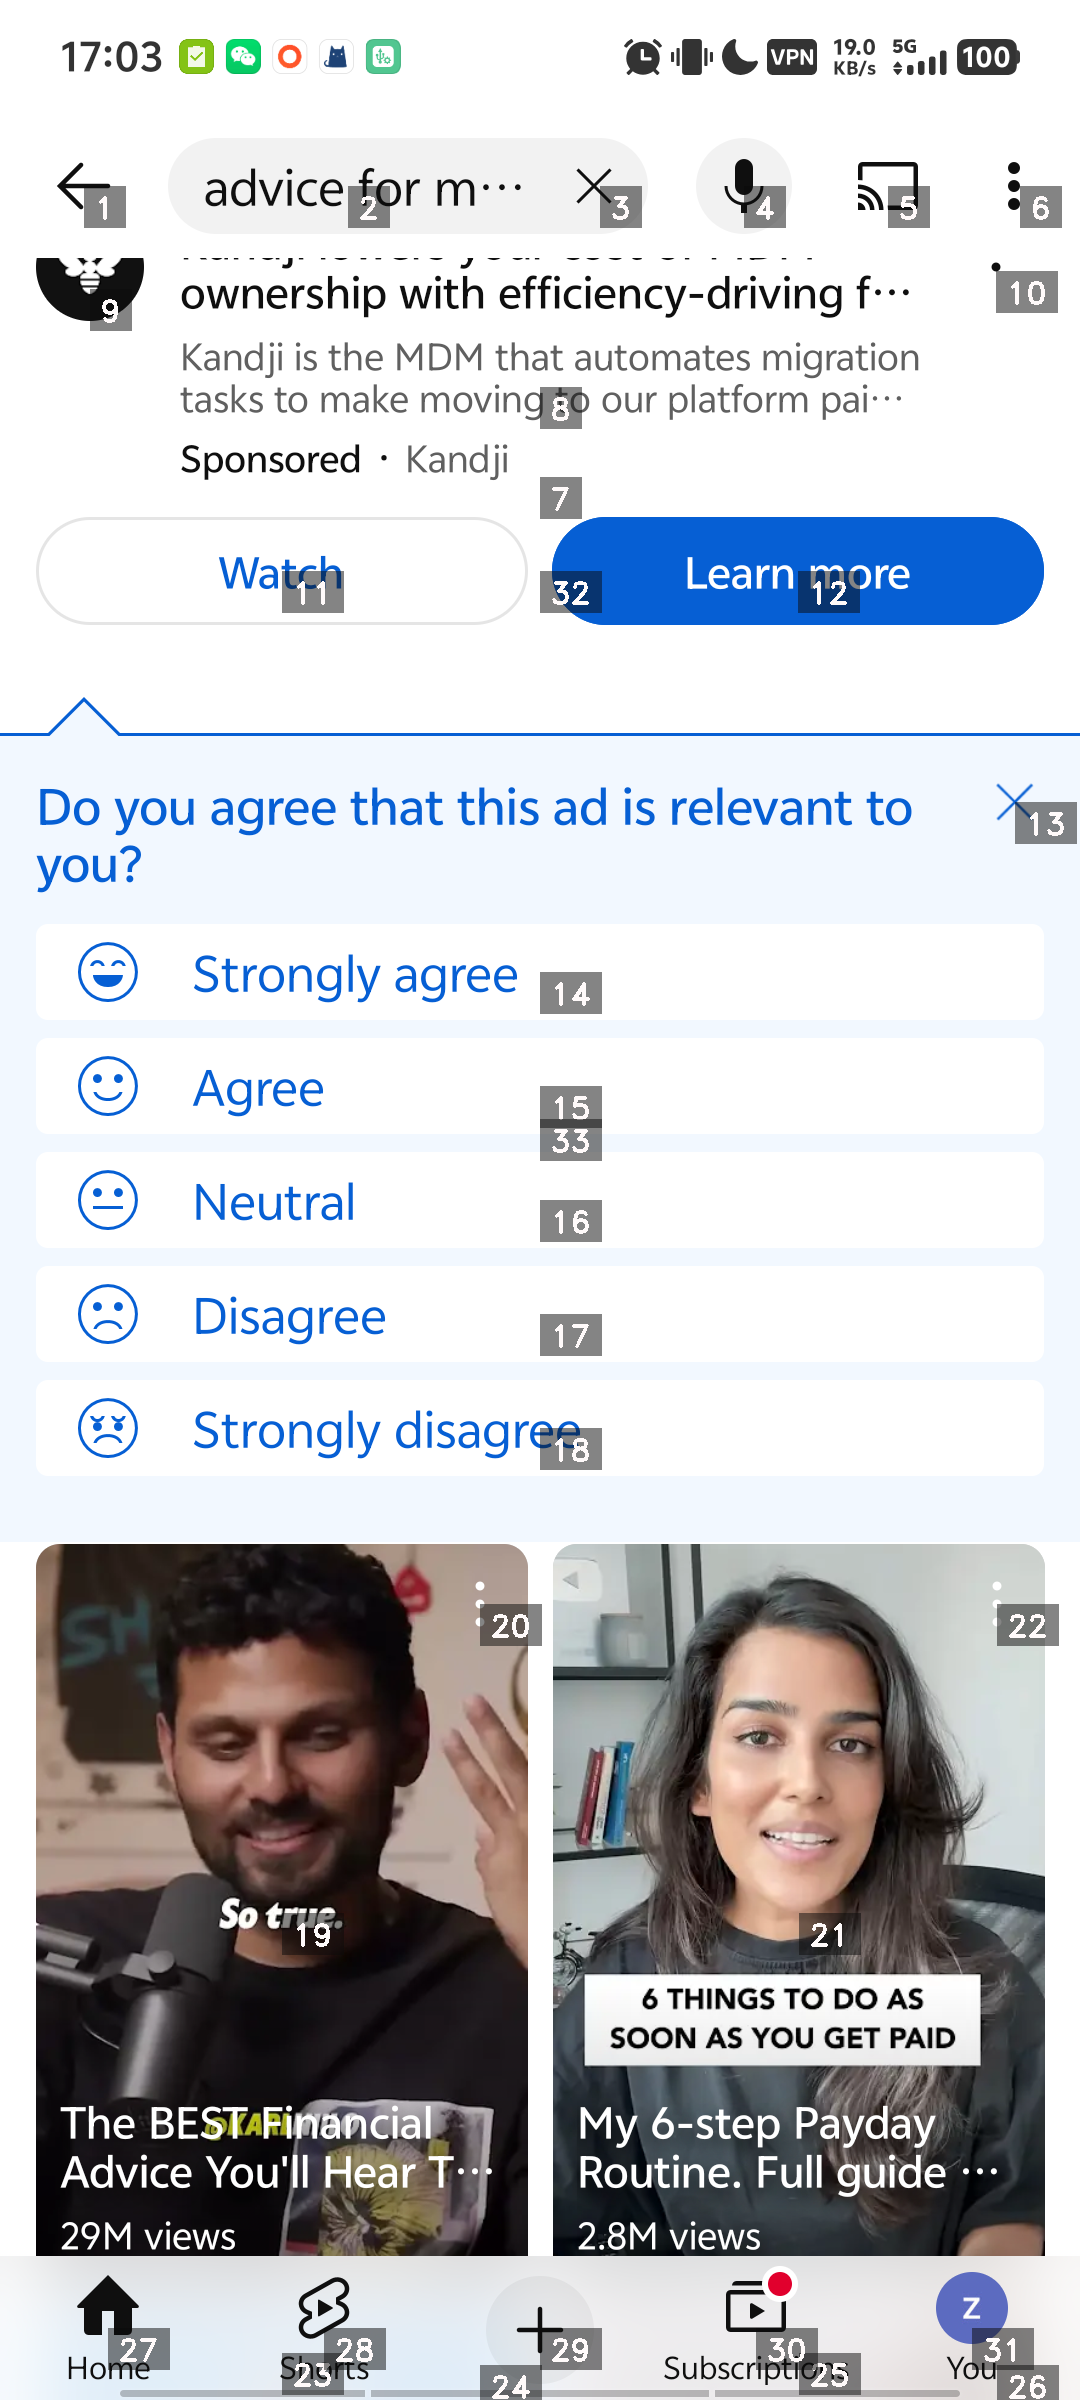 17:03
VPN
19.0
KB/s
5G
100
advice for m···
1
2
3
4
5
6
ownership with efficiency-driving f···
9
10
Kandji is the MDM that automates migration
tasks to make moving to our platform pai···
8
Sponsored · Kandji
7
Watch
Learn more
11
32
12
Do you agree that this ad is relevant to
you?
13
Strongly agree
14
Agree
15
33
Neutral
16
Disagree
17
Strongly disagree
18
20
22
So true.
19
21
6 THINGS TO DO AS
SOON AS YOU GET PAID
The BEST Financial
Advice You'll Hear T···
29M views
My 6-step Payday
Routine. Full guide ···
2.8M views
Z
27
28
29
30
31
Home
Shorts
Subscriptions
You
23
24
25
26